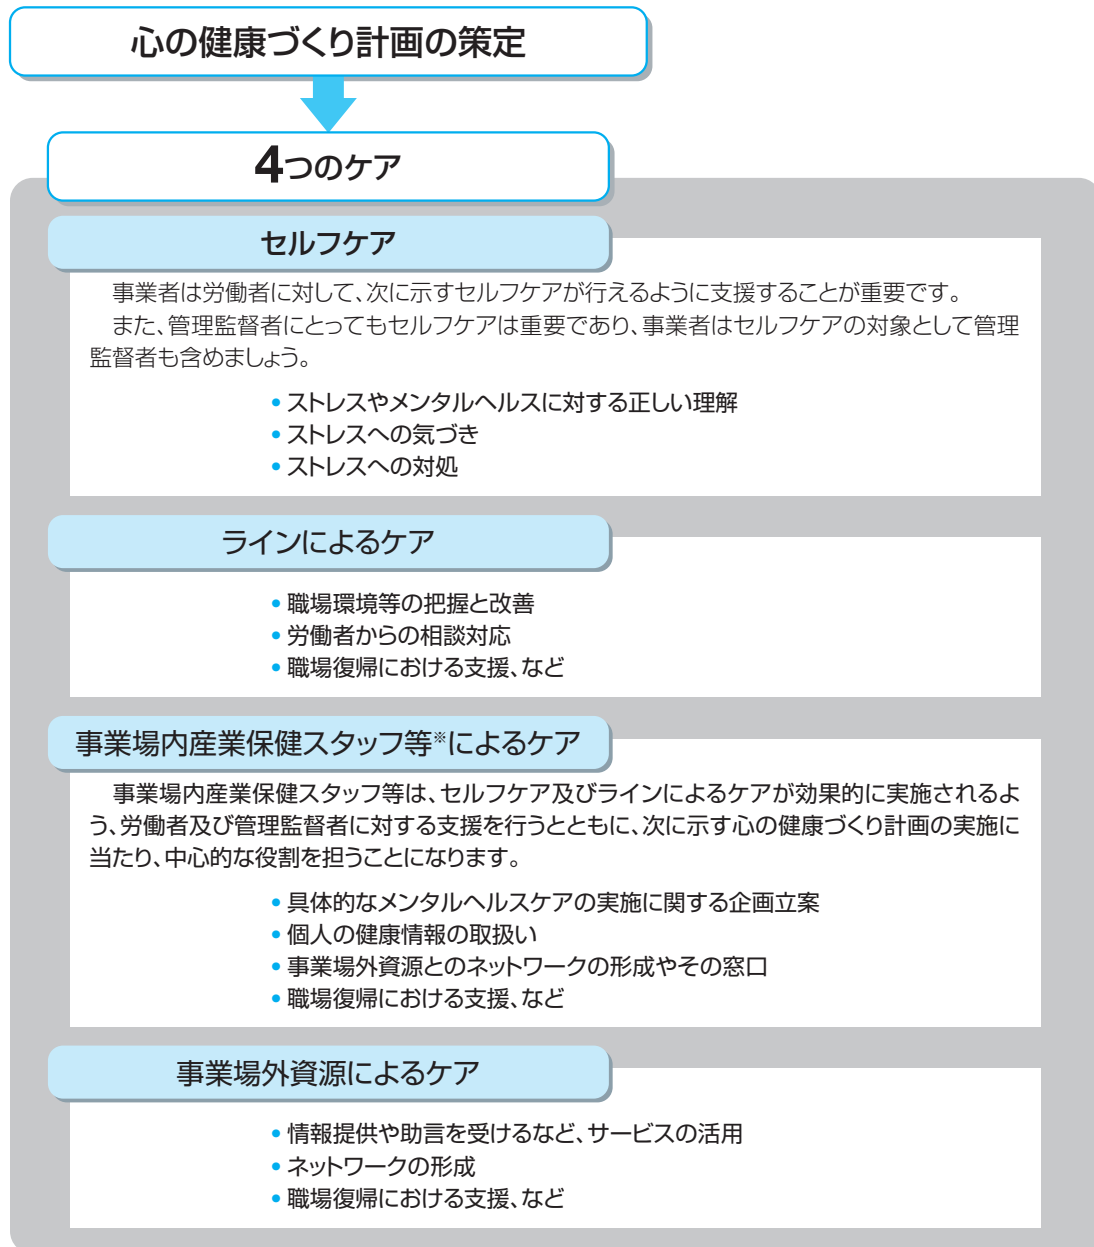 心の健康づくり計画の策定
4つのケア
セルフケア
事業者は労働者に対して、次に示すセルフケアが行えるように支援することが重要です。
また、管理監督者にとってもセルフケアは重要であり、事業者はセルフケアの対象として管理
監督者も含めましょう。
• ストレスやメンタルヘルスに対する正しい理解
• ストレスへの気づき
• ストレスへの対処
ラインによるケア
• 職場環境等の把握と改善
• 労働者からの相談対応
• 職場復帰における支援、など
事業場内産業保健スタッフ等※によるケア
事業場内産業保健スタッフ等は、セルフケア及びラインによるケアが効果的に実施されるよ
う、労働者及び管理監督者に対する支援を行うとともに、次に示す心の健康づくり計画の実施に
当たり、中心的な役割を担うことになります。
• 具体的なメンタルヘルスケアの実施に関する企画立案
• 個人の健康情報の取扱い
• 事業場外資源とのネットワークの形成やその窓口
• 職場復帰における支援、など
事業場外資源によるケア
• 情報提供や助言を受けるなど、サービスの活用
• ネットワークの形成
• 職場復帰における支援、など